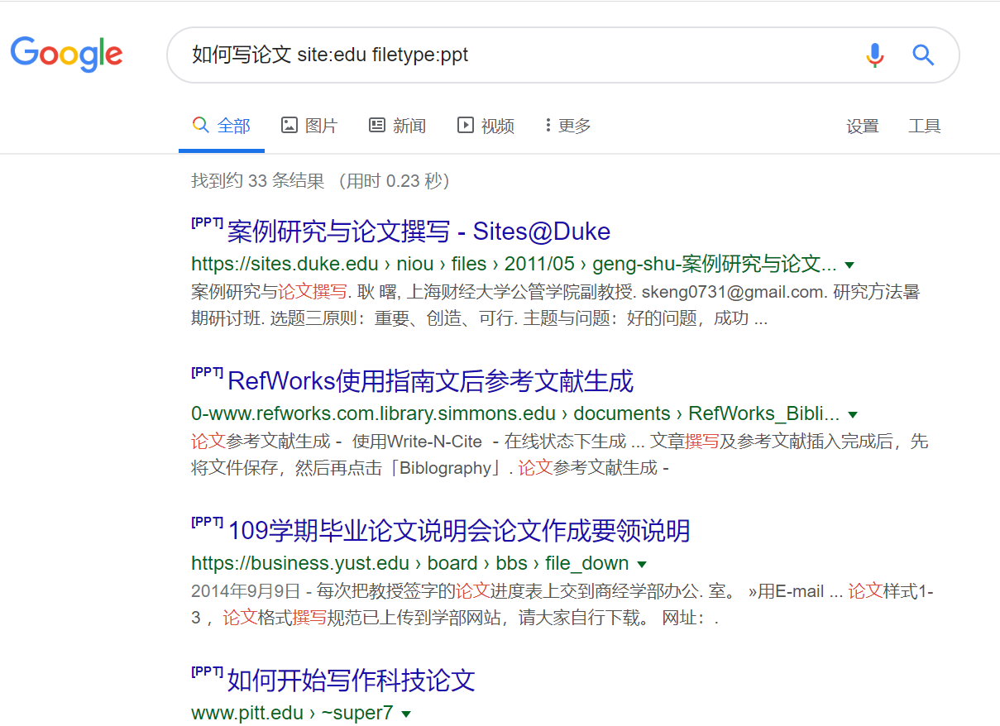 Google
如何写论文 site:edu filetype:ppt
全部 图片 新闻 视频 更多 设置 工具
找到约 33 条结果 （用时 0.23 秒）
[PPT] 案例研究与论文撰写 - Sites@Duke
https://sites.duke.edu › niou › files › 2011/05 › geng-shu-案例研究与论文...
案例研究与论文撰写. 耿 曙, 上海财经大学公管学院副教授. skeng0731@gmail.com. 研究方法暑
期研讨班. 选题三原则：重要、创造、可行. 主题与问题：好的问题，成功 ...
[PPT] RefWorks使用指南文后参考文献生成
0-www.refworks.com.library.simmons.edu › documents › RefWorks_Bibli...
论文参考文献生成 - 使用Write-N-Cite - 在线状态下生成 ... 文章撰写及参考文献插入完成后，先
将文件保存，然后再点击「Biblography」. 论文参考文献生成 -
[PPT] 109学期毕业论文说明会论文作成要领说明
https://business.yust.edu › board › bbs › file_down
2014年9月9日 - 每次把教授签字的论文进度表上交到商经学部办公. 室。 »用E-mail ... 论文样式1-
3 ，论文格式撰写规范已上传到学部网站，请大家自行下载。 网址：.
[PPT] 如何开始写作科技论文
www.pitt.edu › ~super7